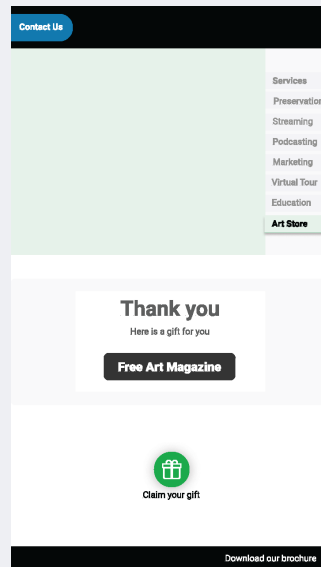 Contact Us
Services
Preservation
Streaming
Podcasting
Marketing
Virtual Tour
Education
Art Store
Thank you
Here is a gift for you
Free Art Magazine
Claim your gift
Download our brochure